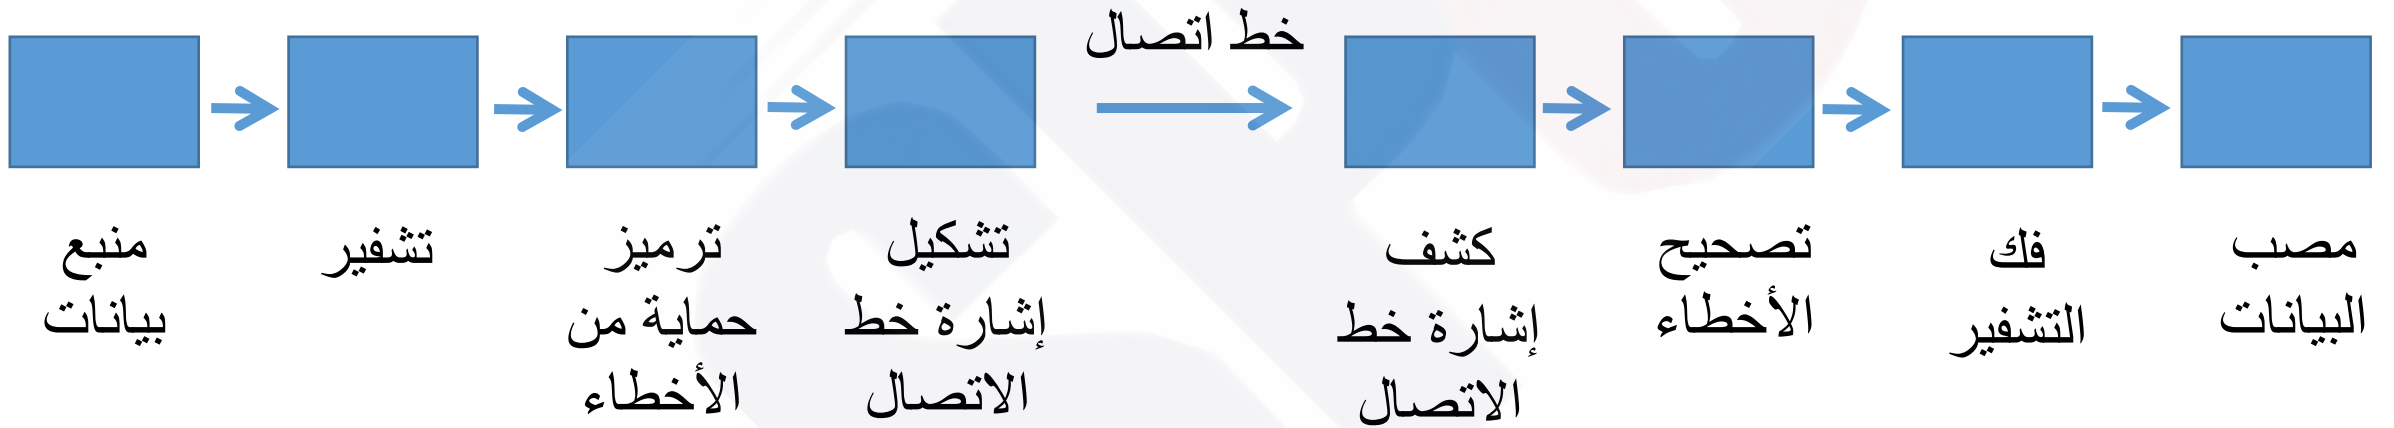 خط اتصال
منبع
بيانات
تشفير
ترميز
حماية من
الأخطاء
تشكيل
إشارة خط
الاتصال
كشف
إشارة خط
الاتصال
تصحيح
الأخطاء
فك
التشفير
مصب
البيانات